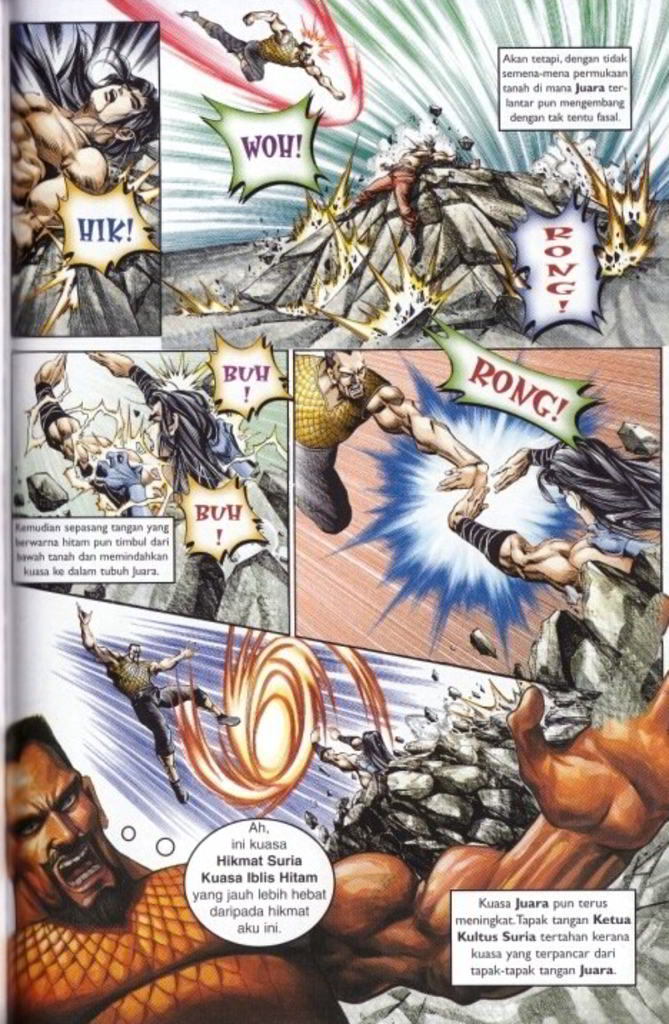 HIK!
WOH!
Akan tetapi, dengan tidak
semena-mena permukaan
tanah di mana Juara ter-
lantar pun mengembang
dengan tak tentu fasal.
RONG!
BUH
!
BUH
!
Kemudian sepasang tangan yang
berwarna hitam pun timbul dari
bawah tanah dan memindahkan
kuasa ke dalam tubuh Juara.
RONG!
Ah,
ini kuasa
Hikmat Suria
Kuasa Iblis Hitam
yang jauh lebih hebat
daripada hikmat
aku ini.
Kuasa Juara pun terus
meningkat. Tapak tangan Ketua
Kultus Suria tertahan kerana
kuasa yang terpancar dari
tapak-tapak tangan Juara.